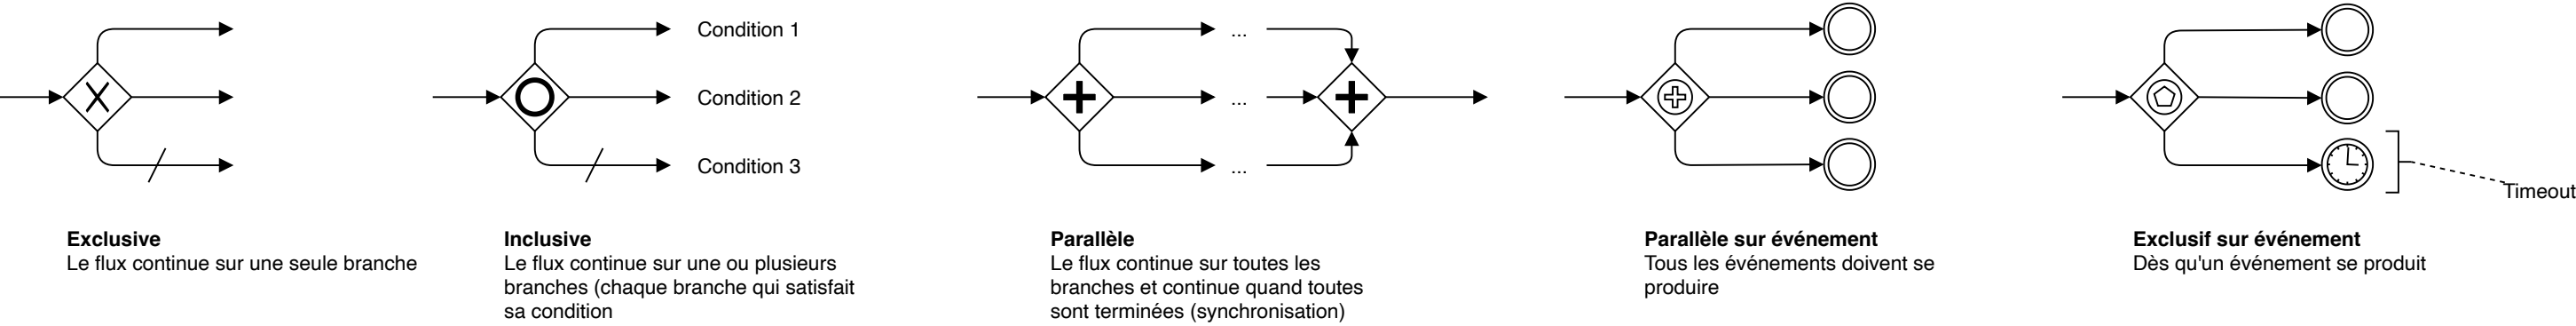 Condition 1
Condition 2
Condition 3
...
...
...
Timeout
Exclusive
Le flux continue sur une seule branche
Inclusive
Le flux continue sur une ou plusieurs
branches (chaque branche qui satisfait
sa condition
Parallèle
Le flux continue sur toutes les
branches et continue quand toutes
sont terminées (synchronisation)
Parallèle sur événement
Tous les événements doivent se
produire
Exclusif sur événement
Dès qu'un événement se produit